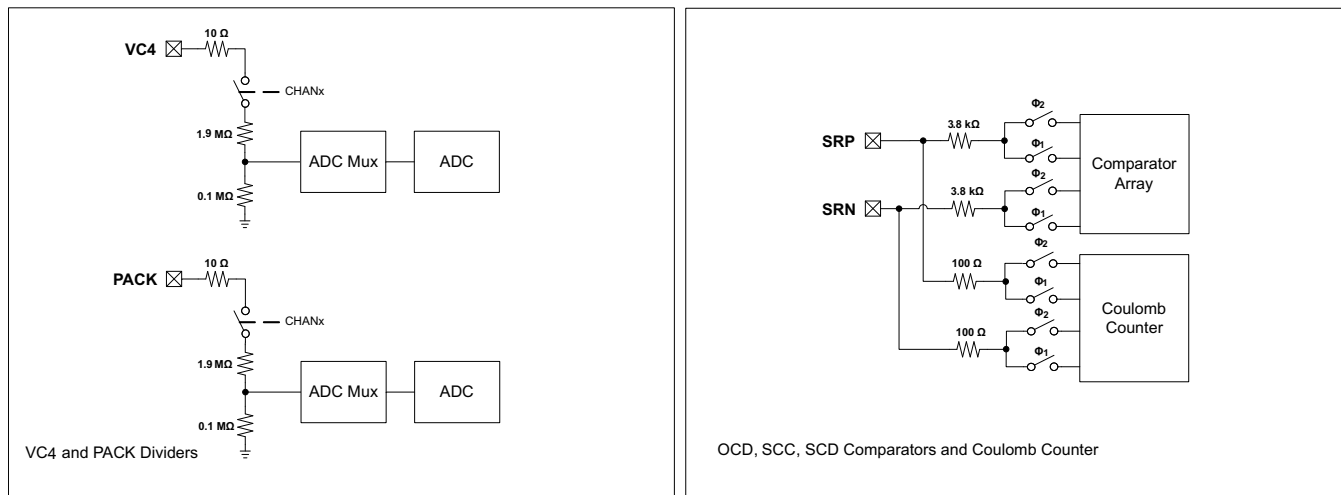 10 Ω
VC4
CHANx
1.9 MΩ
ADC Mux
ADC
0.1 MΩ
10 Ω
PACK
CHANx
1.9 MΩ
ADC Mux
ADC
0.1 MΩ
VC4 and PACK Dividers
Φ2
SRP
3.8 kΩ
Φ1
Φ2
Comparator
Array
SRN
3.8 kΩ
Φ1
Φ2
100 Ω
Φ1
Coulomb
Counter
Φ2
100 Ω
Φ1
OCD, SCC, SCD Comparators and Coulomb Counter